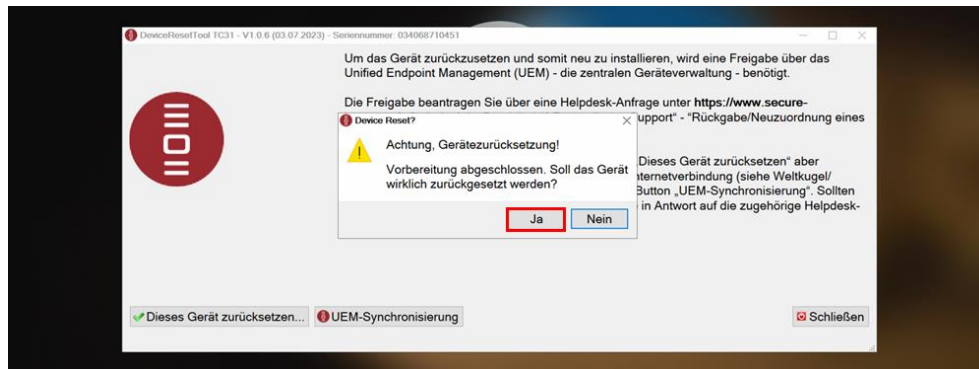 DeviceResetTool TC31 - V1.0.6 (03.07.2023) - Seriennummer: 034068710451
Um das Gerät zurückzusetzen und somit neu zu installieren, wird eine Freigabe über das
Unified Endpoint Management (UEM) - die zentralen Geräteverwaltung - benötigt.
Die Freigabe beantragen Sie über eine Helpdesk-Anfrage unter https://www.secure-
upport" - "Rückgabe/Neuzuordnung eines
Device Reset?
Achtung, Gerätezurücksetzung!
Vorbereitung abgeschlossen. Soll das Gerät
wirklich zurückgesetzt werden?
Ja Nein
Dieses Gerät zurücksetzen" aber
nternetverbindung (siehe Weltkugel/
Button „UEM-Synchronisierung". Sollten
in Antwort auf die zugehörige Helpdesk-
Dieses Gerät zurücksetzen... UEM-Synchronisierung Schließen